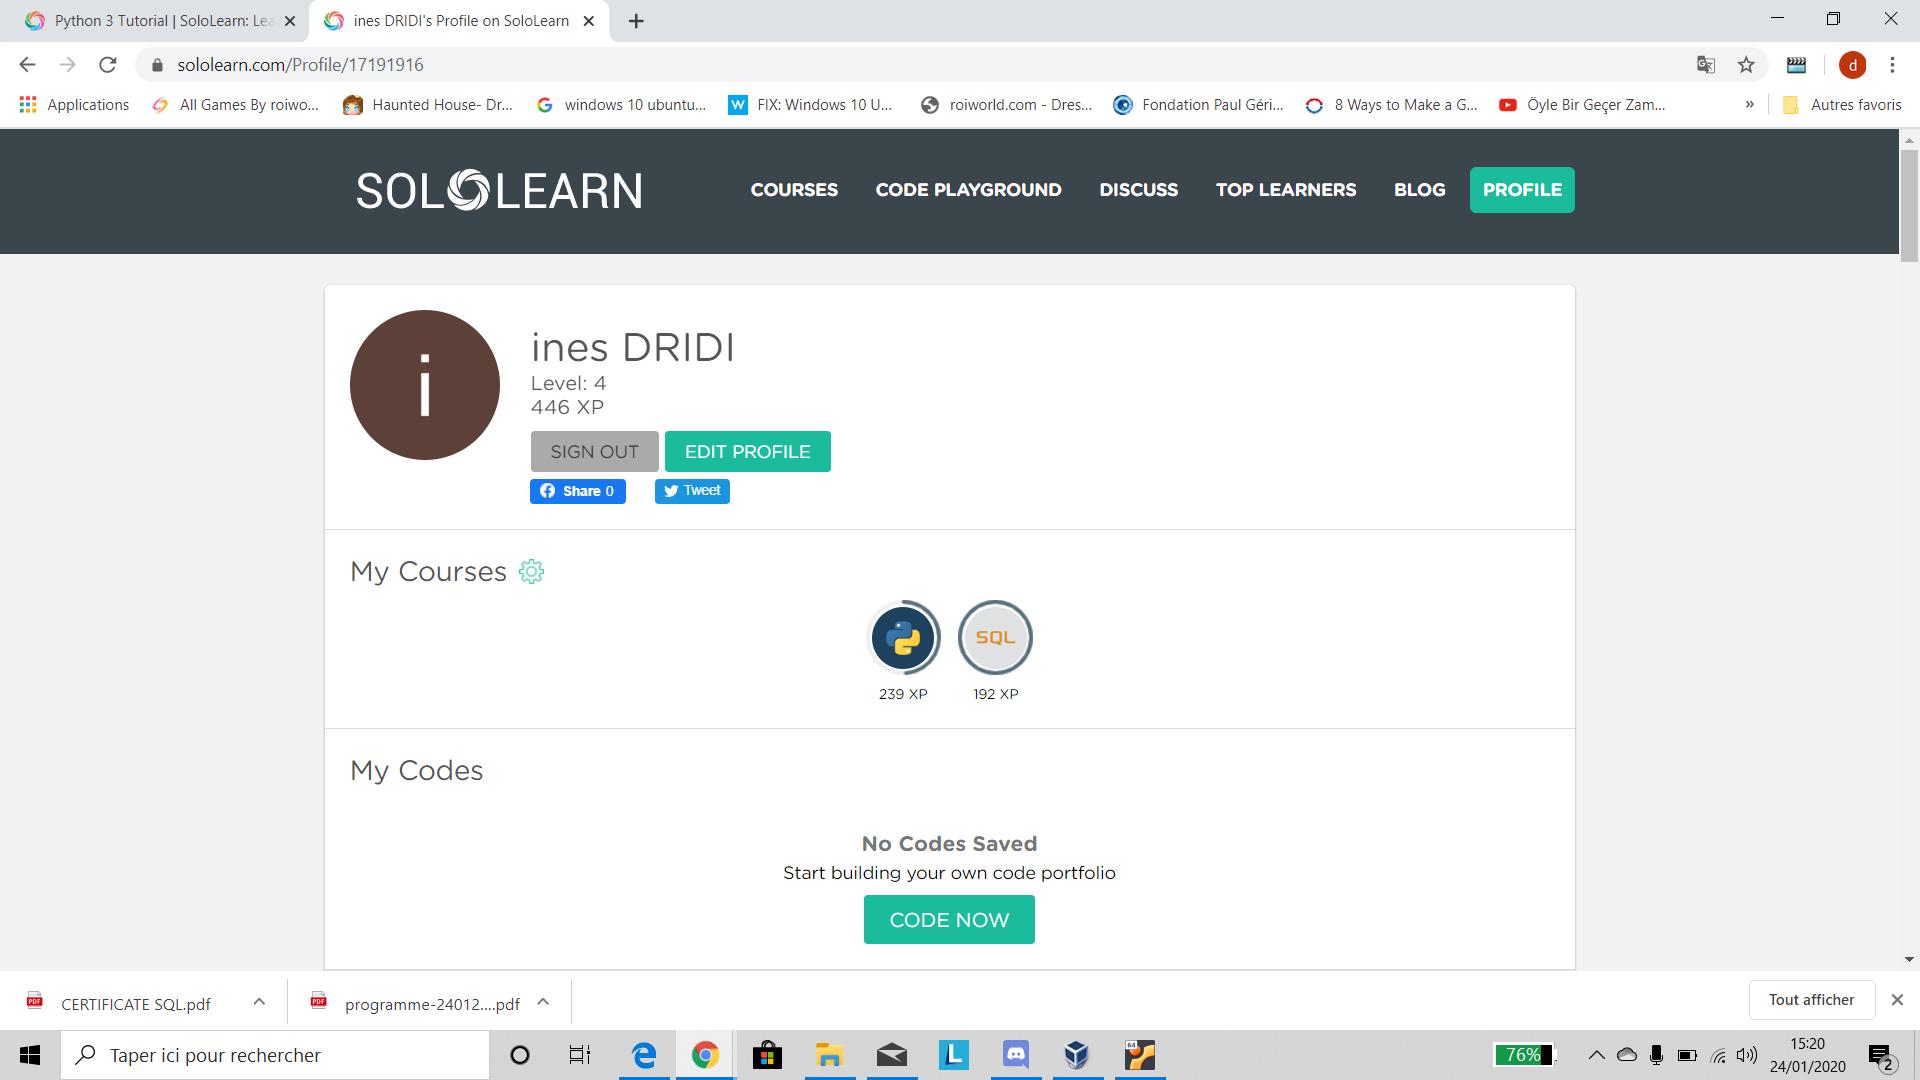 Python 3 Tutorial | SoloLearn: Lea
ines DRIDI's Profile on SoloLearn
sololearn.com/Profile/17191916
d
Applications
All Games By roiwo...
Haunted House- Dr...
windows 10 ubuntu...
FIX: Windows 10 U...
roiworld.com - Dres...
Fondation Paul Géri...
8 Ways to Make a G...
Öyle Bir Geçer Zam...
»
Autres favoris
SOLOLEARN
COURSES
CODE PLAYGROUND
DISCUSS
TOP LEARNERS
BLOG
PROFILE
i
ines DRIDI
Level: 4
446 XP
SIGN OUT
EDIT PROFILE
Share 0
Tweet
My Courses
SQL
239 XP
192 XP
My Codes
No Codes Saved
Start building your own code portfolio
CODE NOW
CERTIFICATE SQL.pdf
programme-24012....pdf
Tout afficher
Taper ici pour rechercher
L
64
76%
15:20
24/01/2020
2